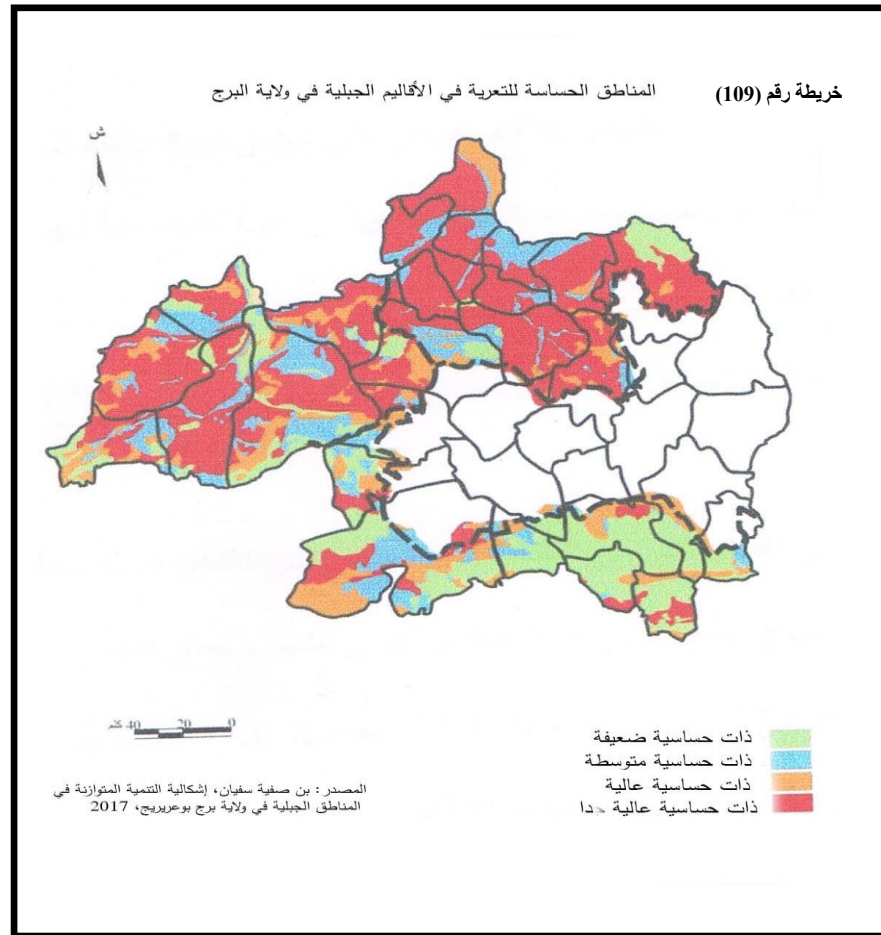 خريطة رقم (109) المناطق الحساسة للتعرية في الأقاليم الجبلية في ولاية البرج
ش
0 20 40 كلم
ذات حساسية ضعيفة
ذات حساسية متوسطة
ذات حساسية عالية
ذات حساسية عالية جدا
المصدر : بن صفية سفيان، إشكالية التنمية المتوازنة في
المناطق الجبلية في ولاية برج بوعريريج، 2017